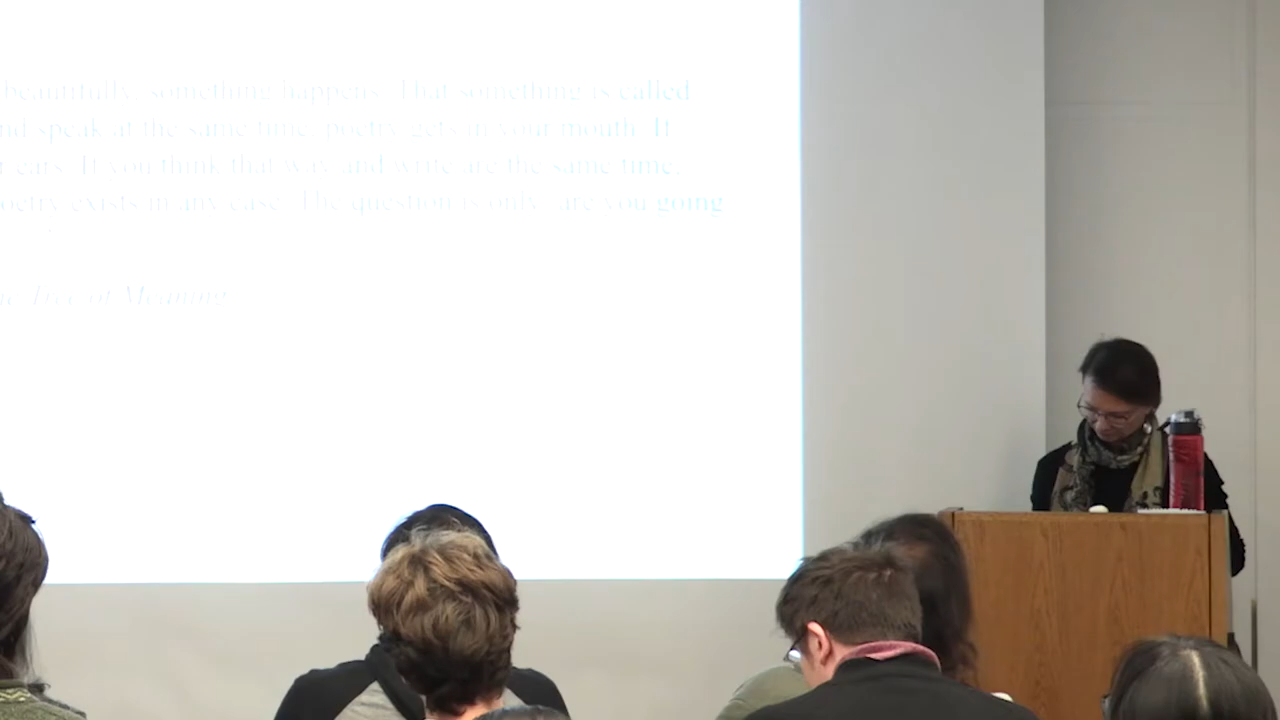 beautifully, something happens. That something is called
nd speak at the same time, poetry gets in your mouth. It
r ears. If you think that way and write are the same time,
oetry exists in any case. The question is only: are you going
Tree of Meaning